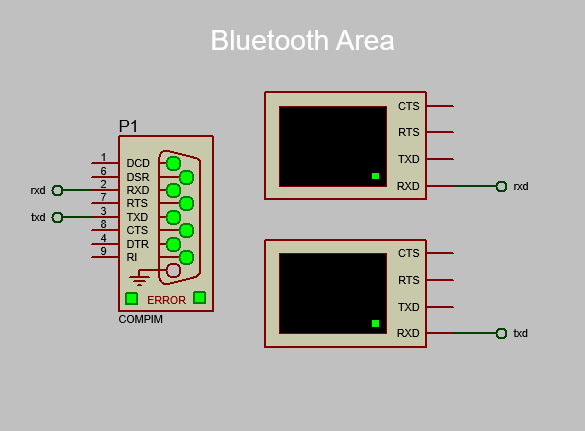 Bluetooth Area
P1
1 DCD
6 DSR
rxd 2 RXD
7 RTS
txd 3 TXD
8 CTS
4 DTR
9 RI
ERROR
COMPIM
CTS
RTS
TXD
RXD rxd
CTS
RTS
TXD
RXD txd